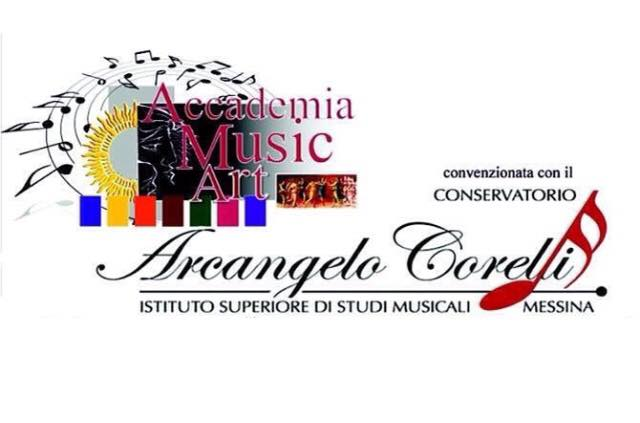 Accademia
Music
Art
convenzionata con il
CONSERVATORIO
Arcangelo Corelli
ISTITUTO SUPERIORE DI STUDI MUSICALI MESSINA